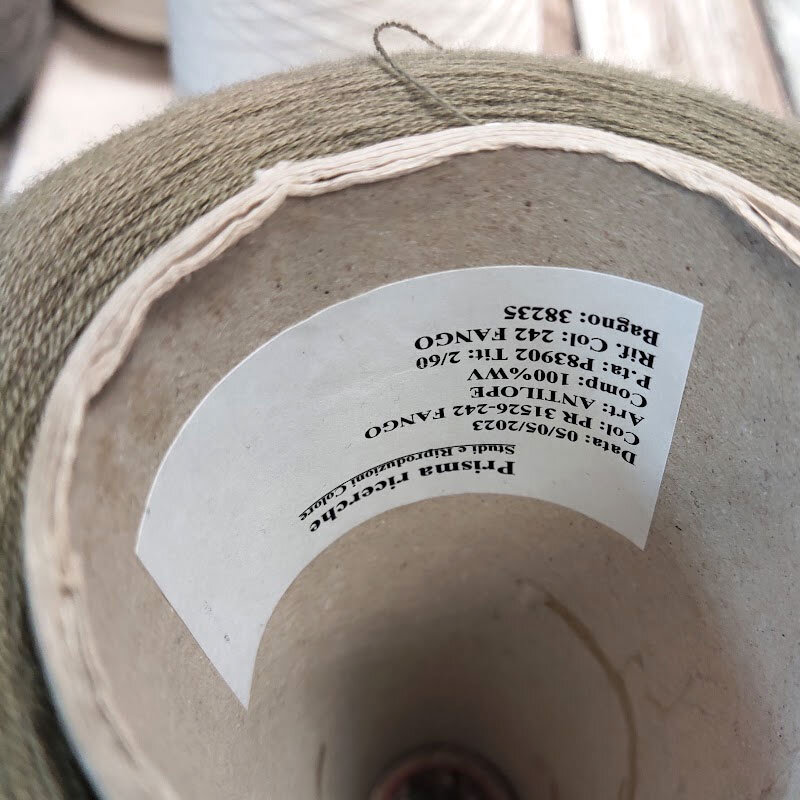 Prisma ricerche
Studi e Riproduzioni Colore
Data: 05/05/2023
Col: PR 31526-242 FANGO
Art: ANTILOPE
Comp: 100%WV
P.ta: P83902 Tit: 2/60
Rif. Col: 242 FANGO
Bagno: 38235